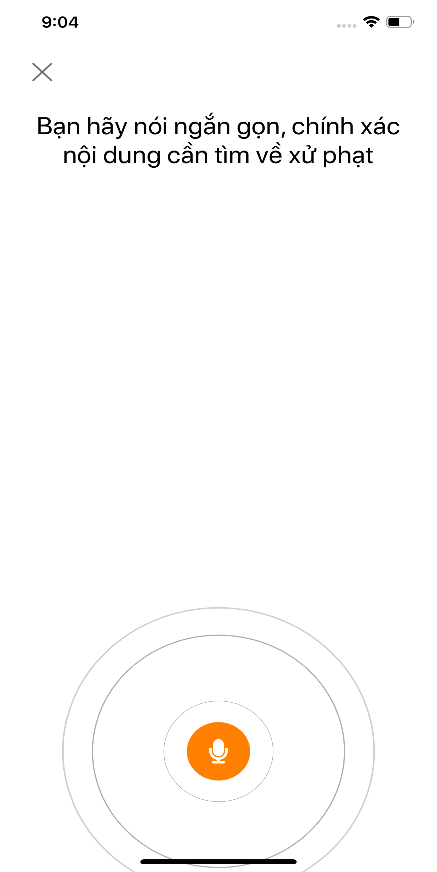 9:04
Bạn hãy nói ngắn gọn, chính xác
nội dung cần tìm về xử phạt